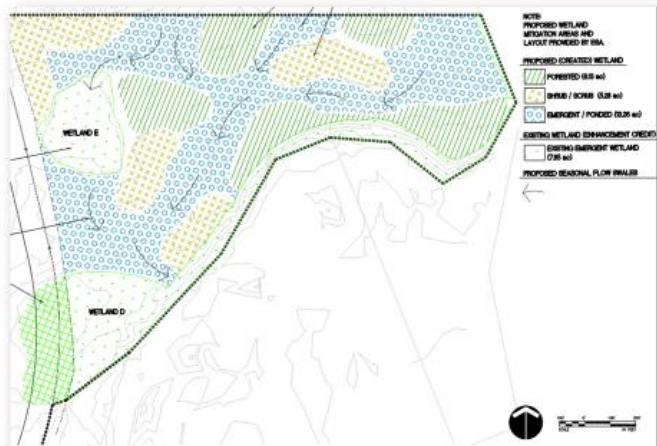 NOTE:
PROPOSED WETLAND
MITIGATION AREAS AND
LAYOUT PROVIDED BY ESA.
PROPOSED (CREATED) WETLAND
FORESTED
SHRUB / SCRUB
EMERGENT / PONDED
EXISTING WETLAND ENHANCEMENT CREDIT
EXISTING EMERGENT WETLAND
PROPOSED SEASONAL FLOW SWALES
WETLAND E
WETLAND D